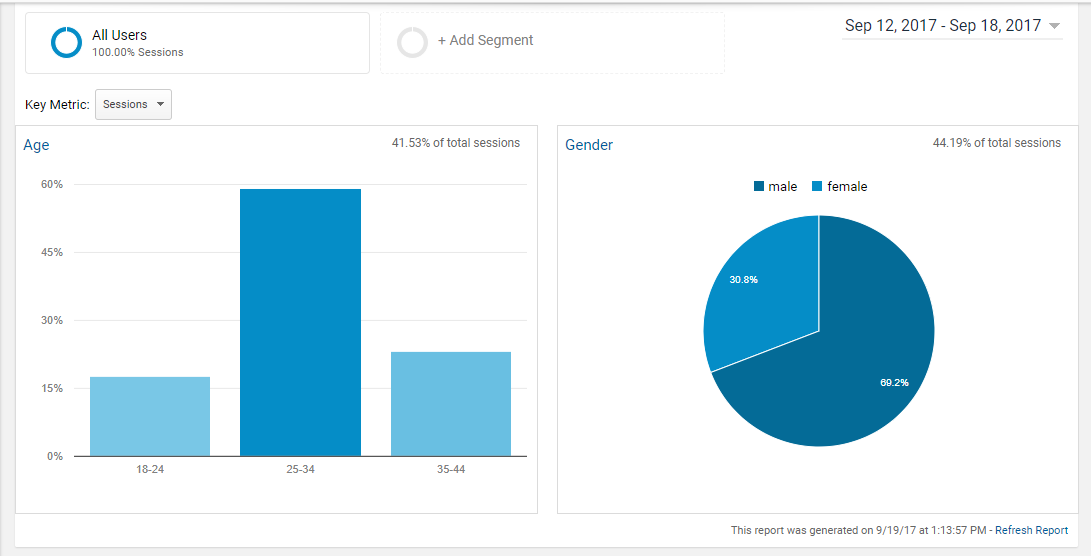 All Users
100.00% Sessions
+ Add Segment
Sep 12, 2017 - Sep 18, 2017
Key Metric: Sessions
Age
41.53% of total sessions
60%
45%
30%
15%
0%
18-24
25-34
35-44
Gender
44.19% of total sessions
male
female
30.8%
69.2%
This report was generated on 9/19/17 at 1:13:57 PM - Refresh Report